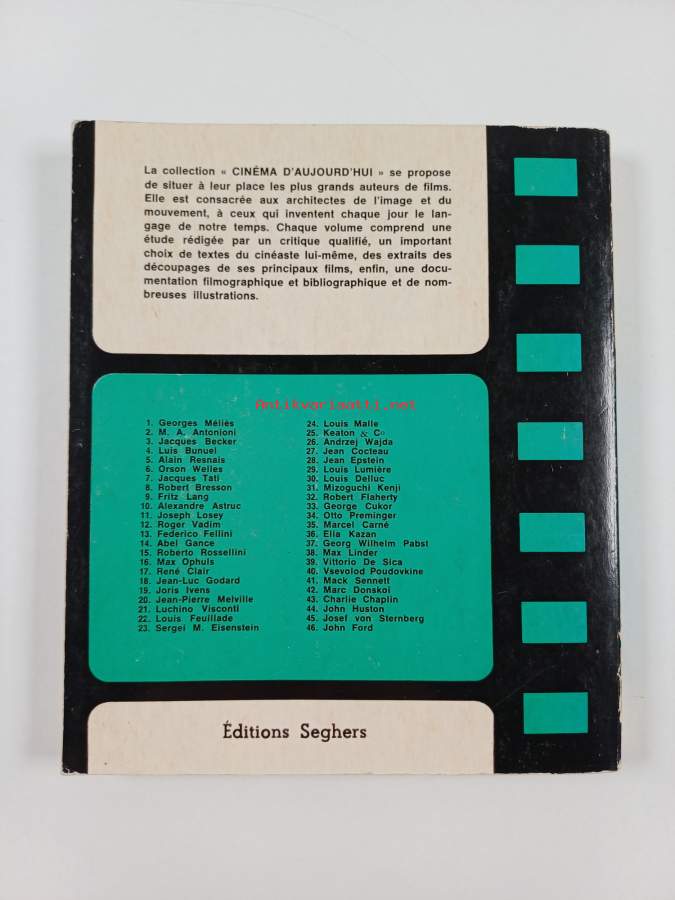 La collection « CINÉMA D'AUJOURD'HUI » se propose
de situer à leur place les plus grands auteurs de films.
Elle est consacrée aux architectes de l'image et du
mouvement, à ceux qui inventent chaque jour le lan-
gage de notre temps. Chaque volume comprend une
étude rédigée par un critique qualifié, un important
choix de textes du cinéaste lui-même, des extraits des
découpages de ses principaux films, enfin, une docu-
mentation filmographique et bibliographique et de nom-
breuses illustrations.
Antikvariaatti.net
1. Georges Méliès
2. M. A. Antonioni
3. Jacques Becker
4. Luis Bunuel
5. Alain Resnais
6. Orson Welles
7. Jacques Tati
8. Robert Bresson
9. Fritz Lang
10. Alexandre Astruc
11. Joseph Losey
12. Roger Vadim
13. Federico Fellini
14. Abel Gance
15. Roberto Rossellini
16. Max Ophuls
17. René Clair
18. Jean-Luc Godard
19. Joris Ivens
20. Jean-Pierre Melville
21. Luchino Visconti
22. Louis Feuillade
23. Sergei M. Eisenstein
24. Louis Malle
25. Keaton & Co
26. Andrzej Wajda
27. Jean Cocteau
28. Jean Epstein
29. Louis Lumière
30. Louis Delluc
31. Mizoguchi Kenji
32. Robert Flaherty
33. George Cukor
34. Otto Preminger
35. Marcel Carné
36. Elia Kazan
37. Georg Wilhelm Pabst
38. Max Linder
39. Vittorio De Sica
40. Vsevolod Poudovkine
41. Mack Sennett
42. Marc Donskoï
43. Charlie Chaplin
44. John Huston
45. Josef von Sternberg
46. John Ford
Éditions Seghers